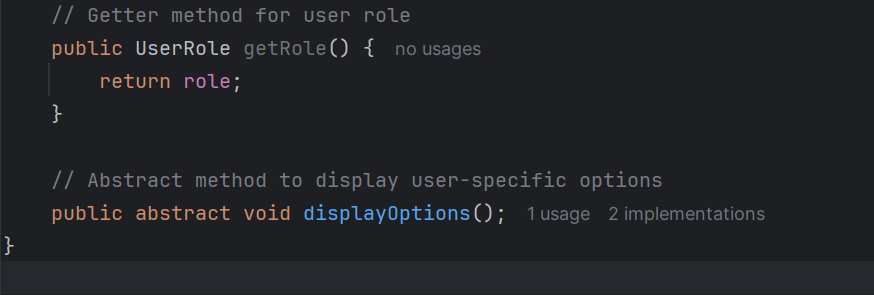 // Getter method for user role
public UserRole getRole() { no usages
return role;
}
// Abstract method to display user-specific options
public abstract void displayOptions(); 1 usage 2 implementations
}